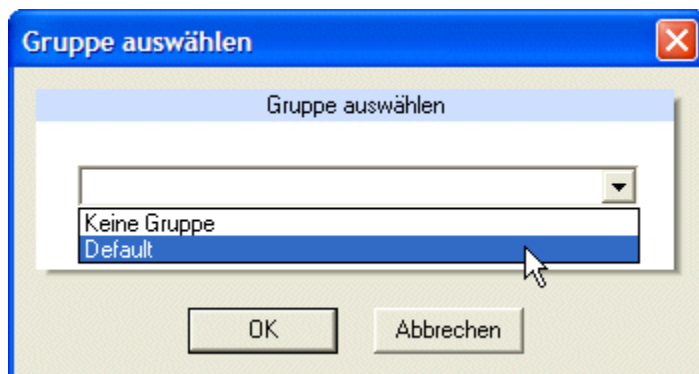 Gruppe auswählen
Gruppe auswählen
Keine Gruppe
Default
OK Abbrechen